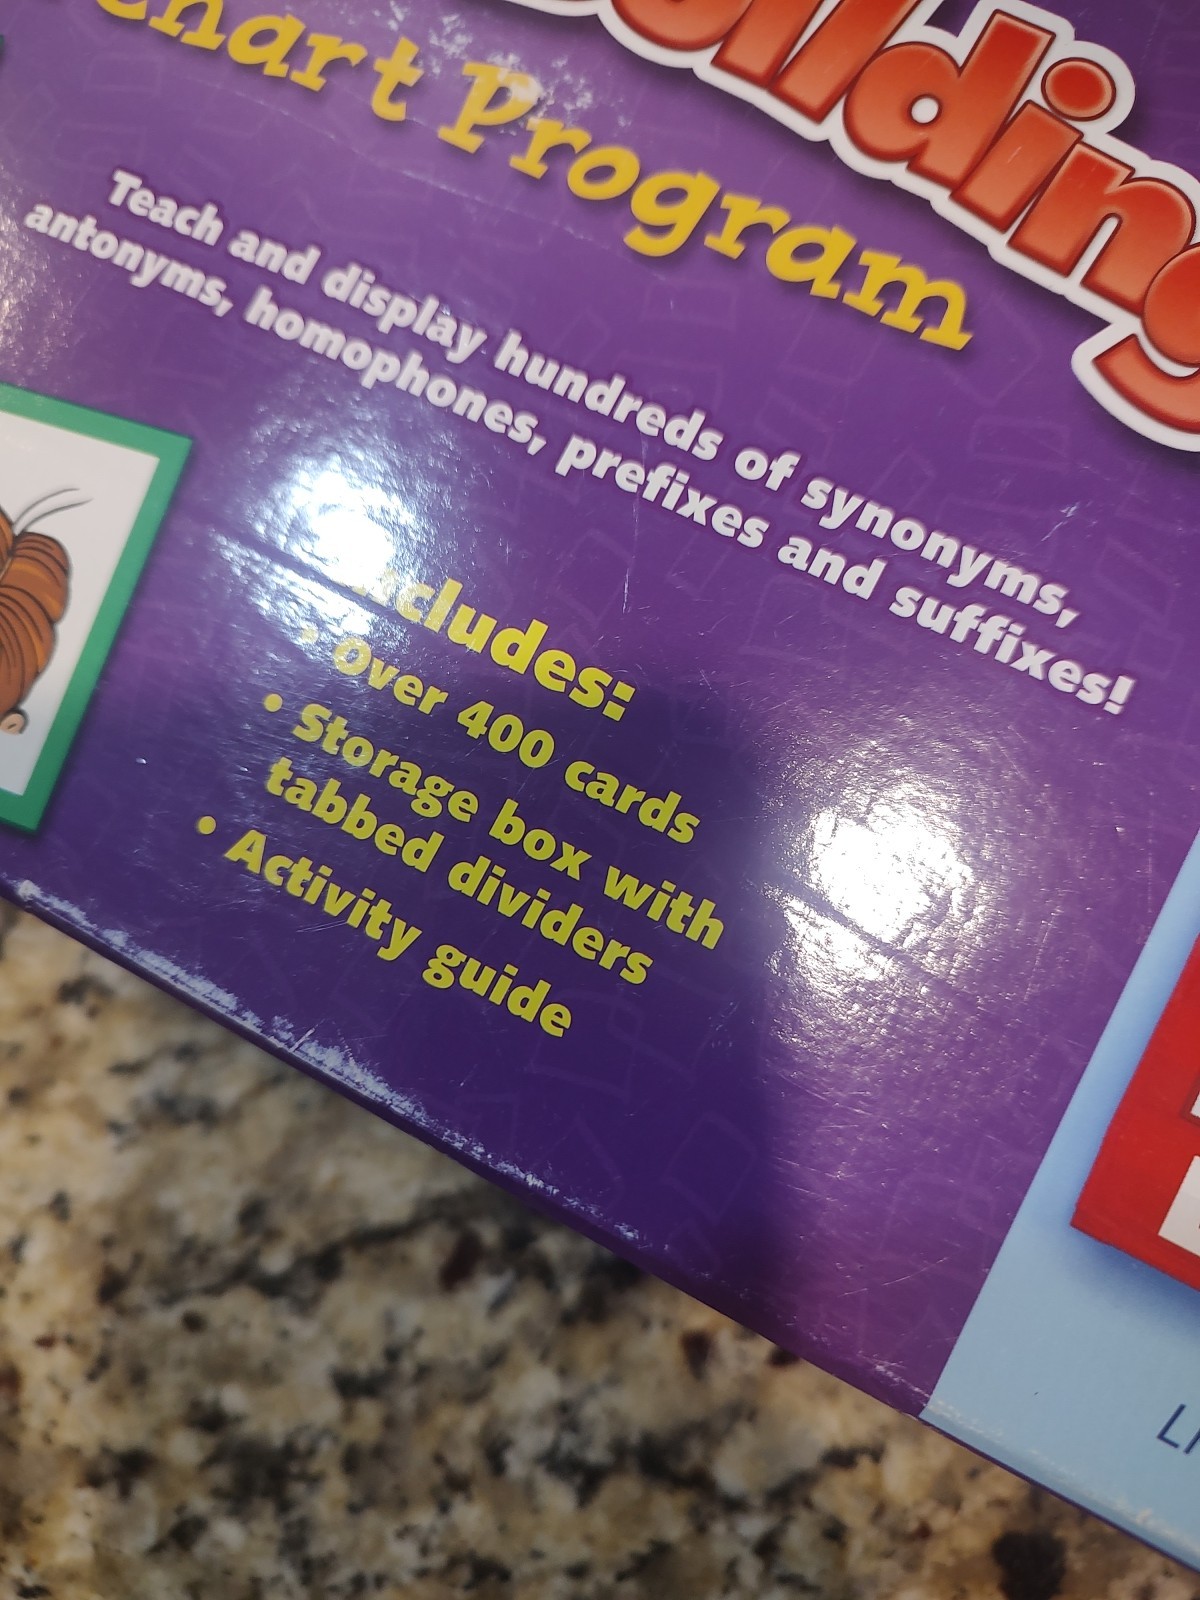 Building
Chart Program
Teach and display hundreds of synonyms,
antonyms, homophones, prefixes and suffixes!
Includes:
• Over 400 cards
• Storage box with
tabbed dividers
• Activity guide